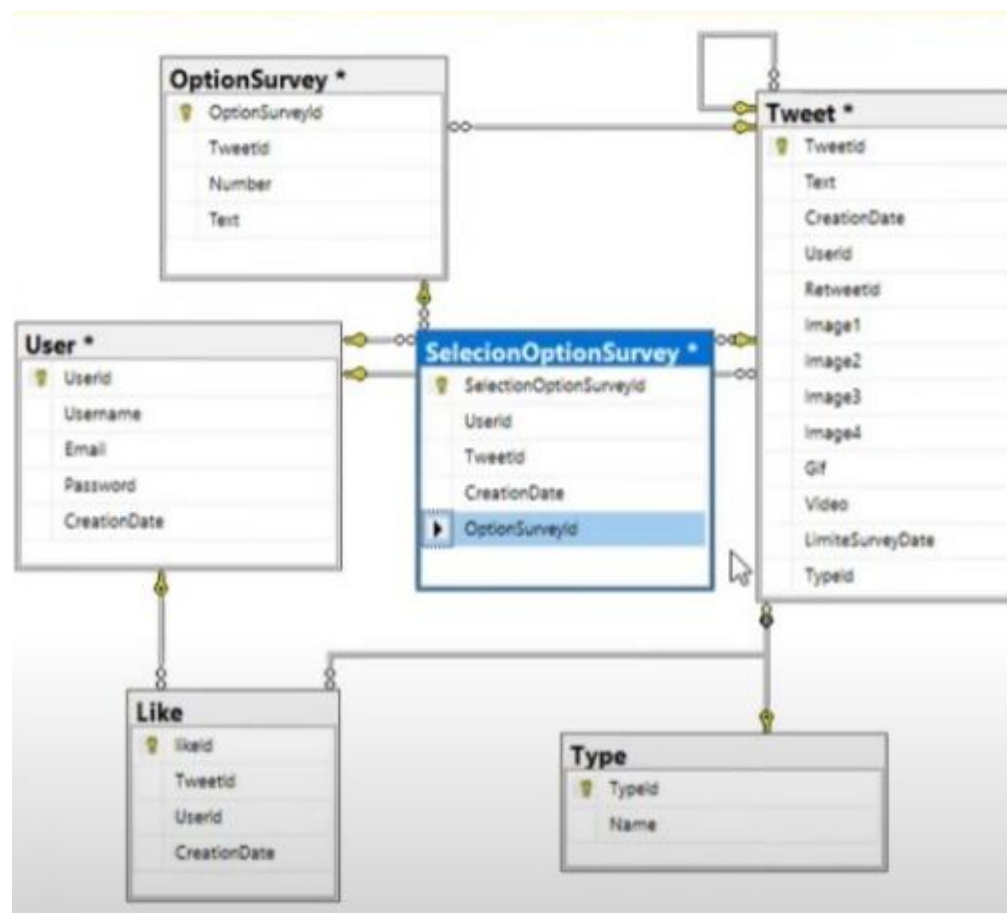 OptionSurvey *
OptionSurveyId
TweetId
Number
Text
Tweet *
TweetId
Text
CreationDate
UserId
RetweetId
Image1
Image2
Image3
Image4
Gif
Video
LimiteSurveyDate
TypeId
User *
UserId
Username
Email
Password
CreationDate
SelecionOptionSurvey *
SelectionOptionSurveyId
UserId
TweetId
CreationDate
OptionSurveyId
Like
likeId
TweetId
UserId
CreationDate
Type
TypeId
Name